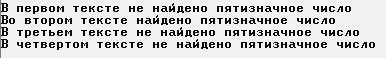 В первом тексте не найдено пятизначное число
Во втором тексте найдено пятизначное число
В третьем тексте не найдено пятизначное число
В четвертом тексте не найдено пятизначное число